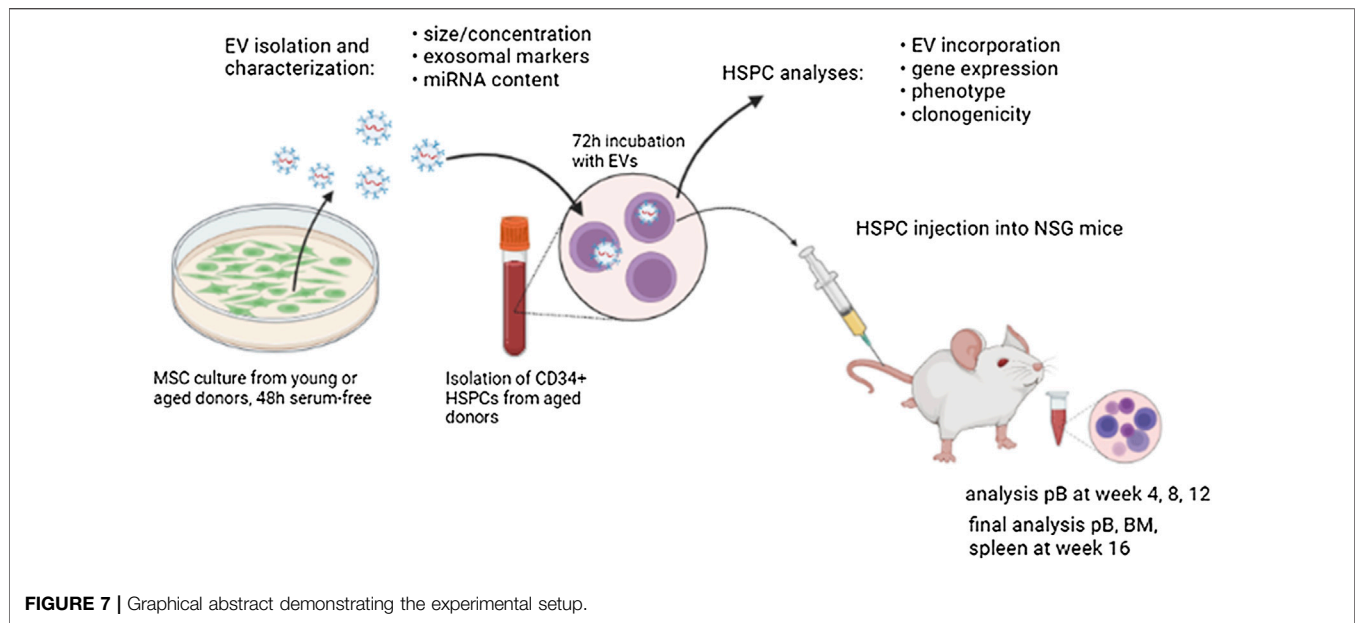 EV isolation and
characterization:
• size/concentration
• exosomal markers
• miRNA content
HSPC analyses:
• EV incorporation
• gene expression
• phenotype
• clonogenicity
72h incubation
with EVs
HSPC injection into NSG mice
MSC culture from young or
aged donors, 48h serum-free
Isolation of CD34+
HSPCs from aged
donors
analysis pB at week 4, 8, 12
final analysis pB, BM,
spleen at week 16
FIGURE 7 | Graphical abstract demonstrating the experimental setup.